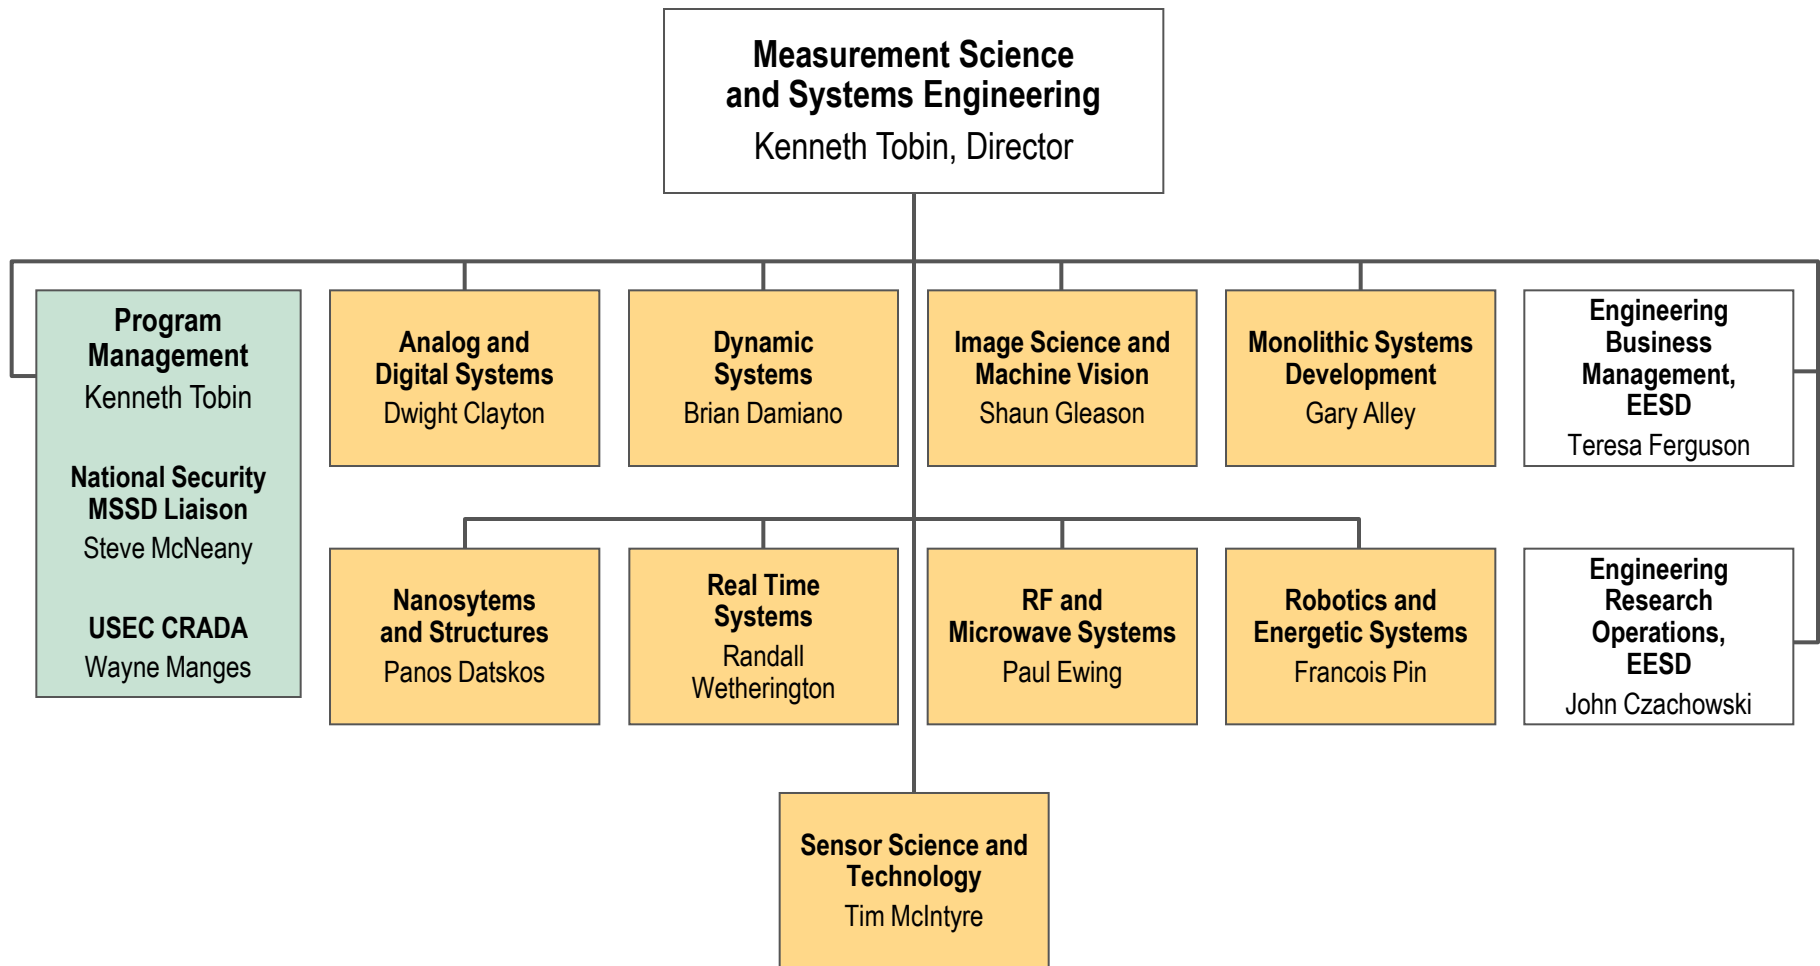 Measurement Science
and Systems Engineering
Kenneth Tobin, Director
Program
Management
Kenneth Tobin
National Security
MSSD Liaison
Steve McNeany
USEC CRADA
Wayne Manges
Analog and
Digital Systems
Dwight Clayton
Dynamic
Systems
Brian Damiano
Image Science and
Machine Vision
Shaun Gleason
Monolithic Systems
Development
Gary Alley
Engineering
Business
Management,
EESD
Teresa Ferguson
Nanosytems
and Structures
Panos Datskos
Real Time
Systems
Randall
Wetherington
RF and
Microwave Systems
Paul Ewing
Robotics and
Energetic Systems
Francois Pin
Engineering
Research
Operations,
EESD
John Czachowski
Sensor Science and
Technology
Tim McIntyre